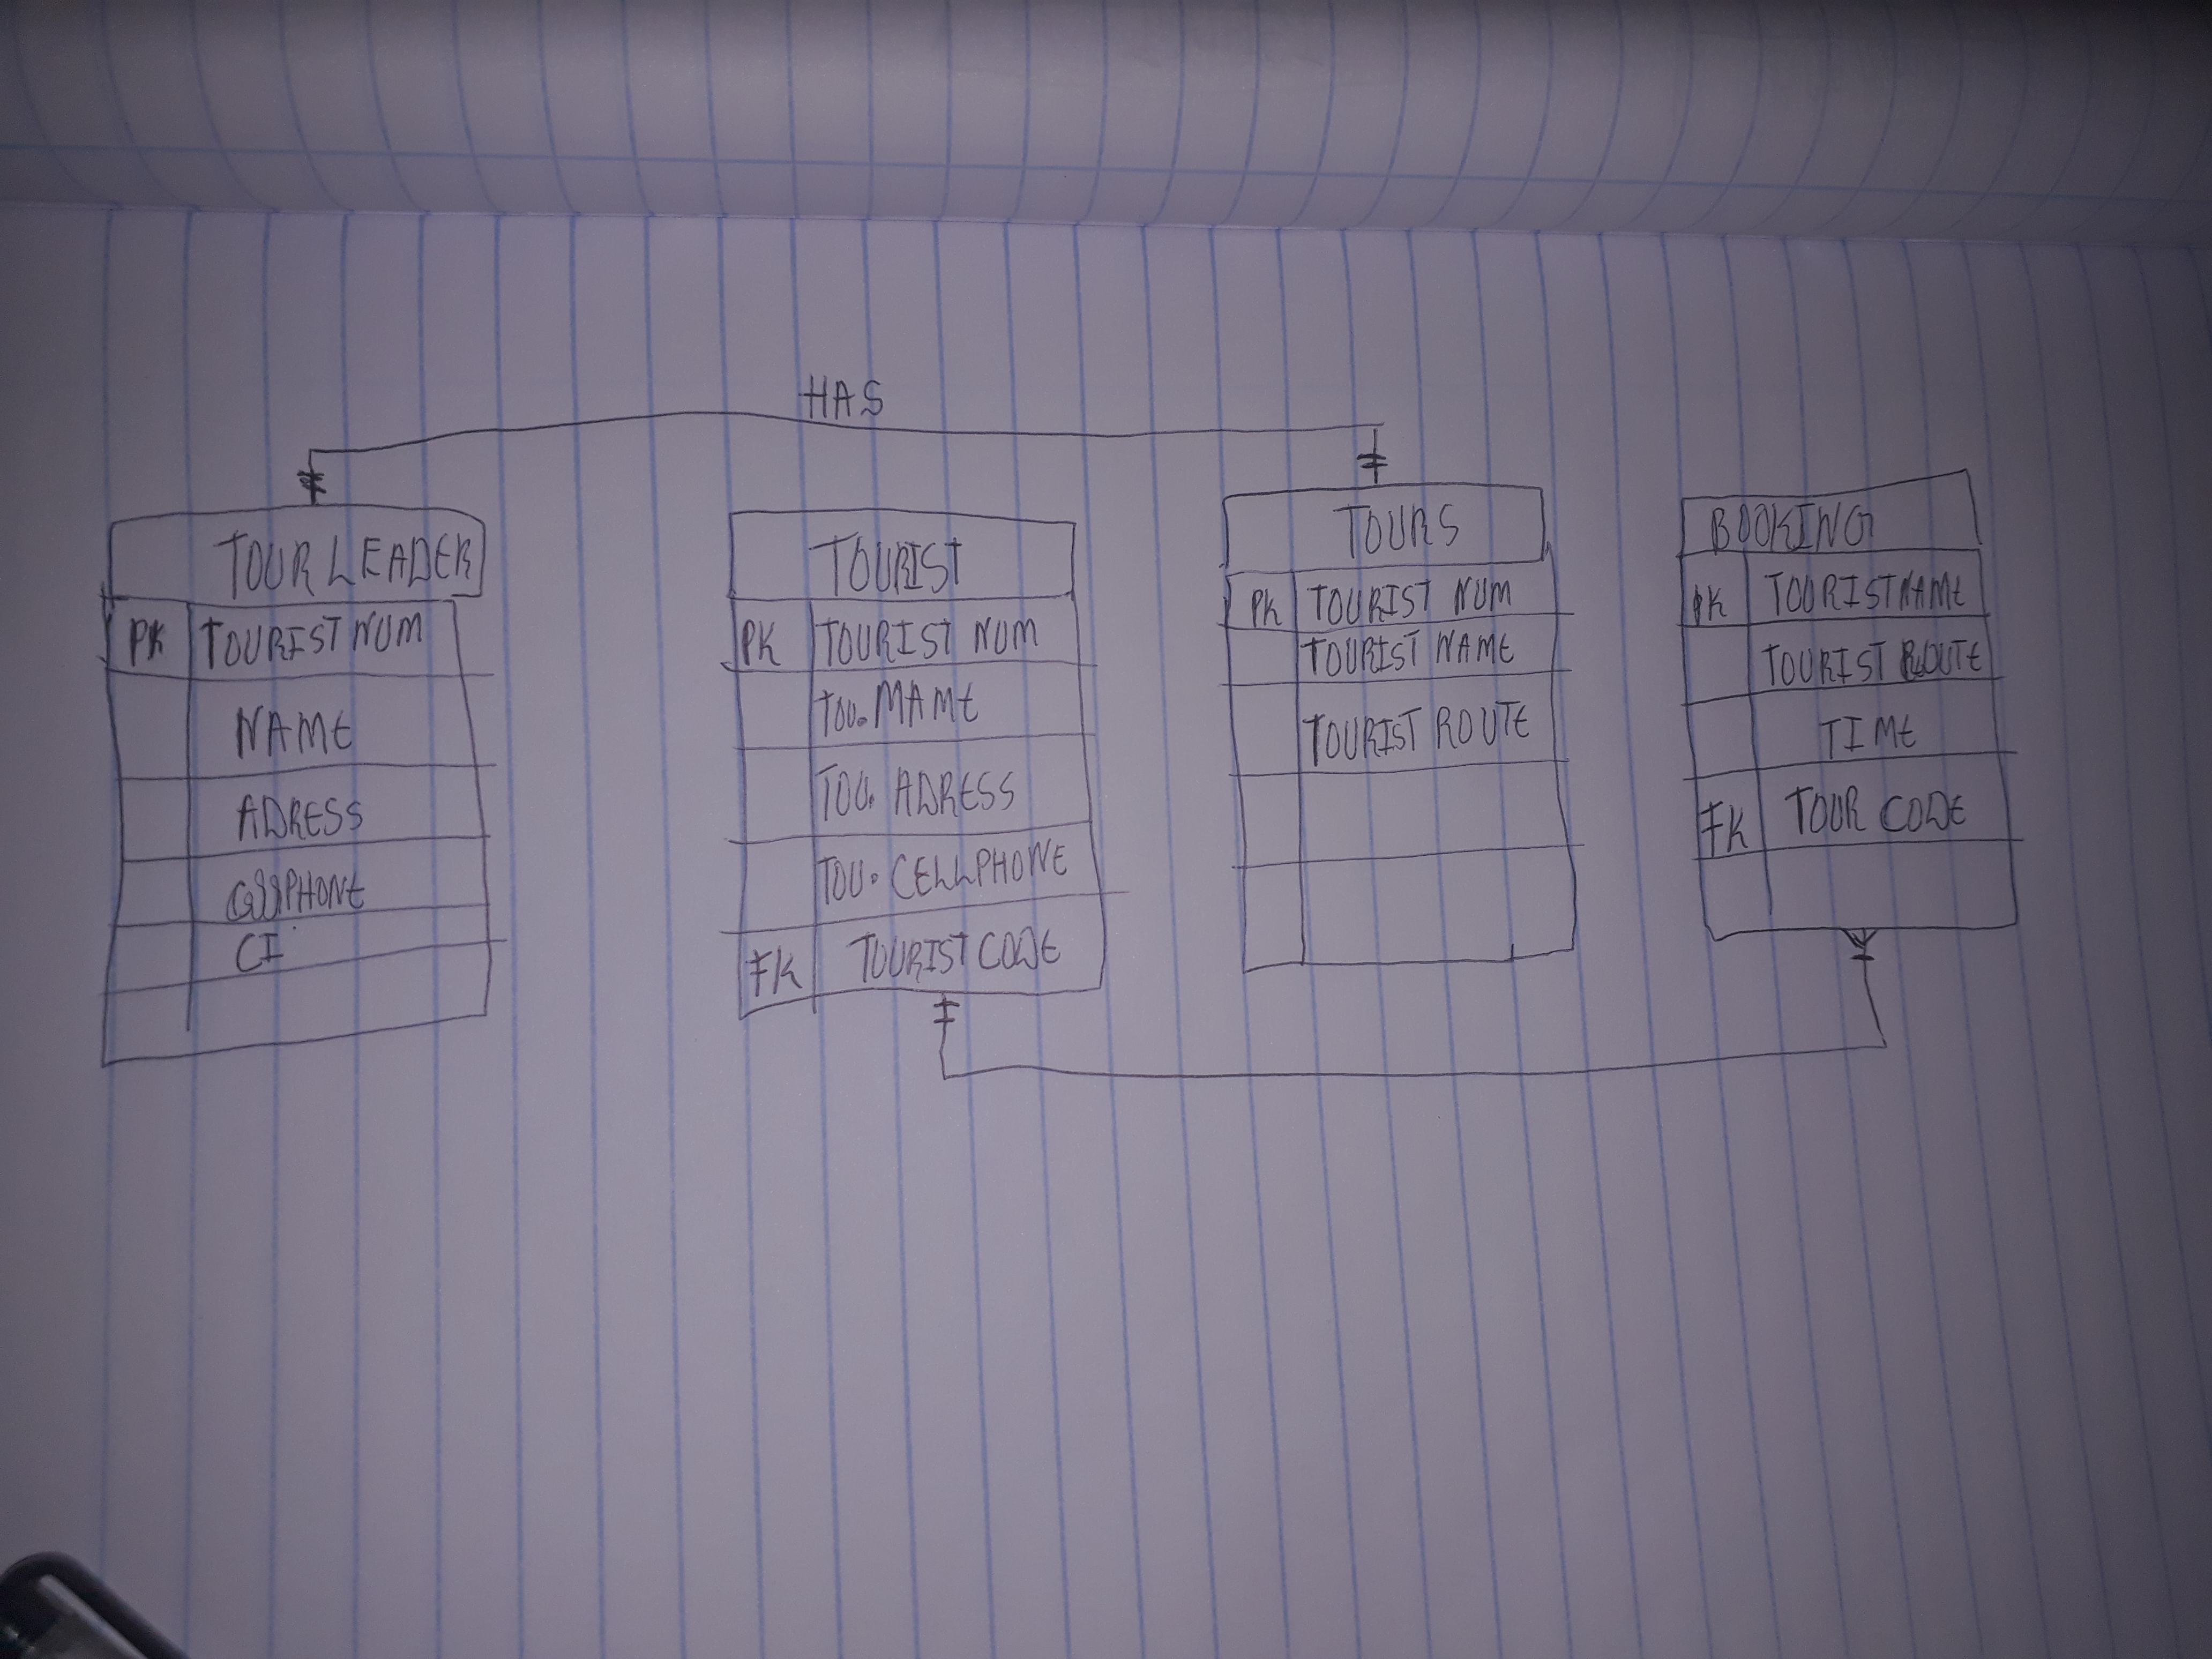 HAS
TOUR LEADER
PK TOURIST NUM
NAME
ADRESS
CELLPHONE
CI
TOURIST
PK TOURIST NUM
TOU. MAME
TOU. ADRESS
TOU. CELLPHONE
FK TOURIST CODE
TOURS
PK TOURIST NUM
TOURIST NAME
TOURIST ROUTE
BOOKING
PK TOURIST NAME
TOURIST ROUTE
TIME
FK TOUR CODE